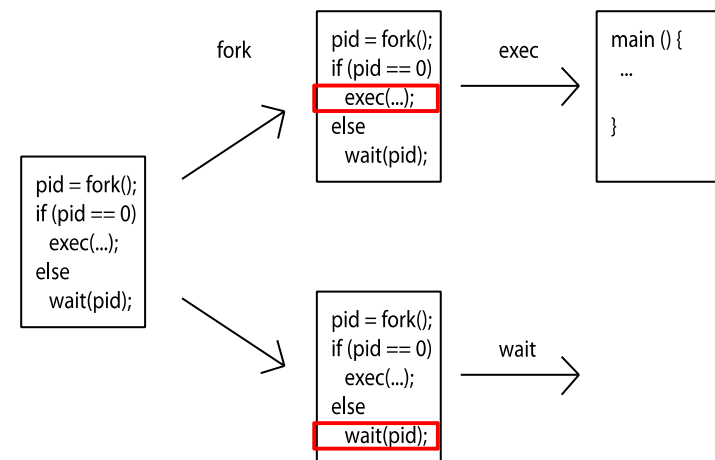 fork
pid = fork();
if (pid == 0)
exec(...);
else
wait(pid);
exec
main () {
...
}
pid = fork();
if (pid == 0)
exec(...);
else
wait(pid);
pid = fork();
if (pid == 0)
exec(...);
else
wait(pid);
wait